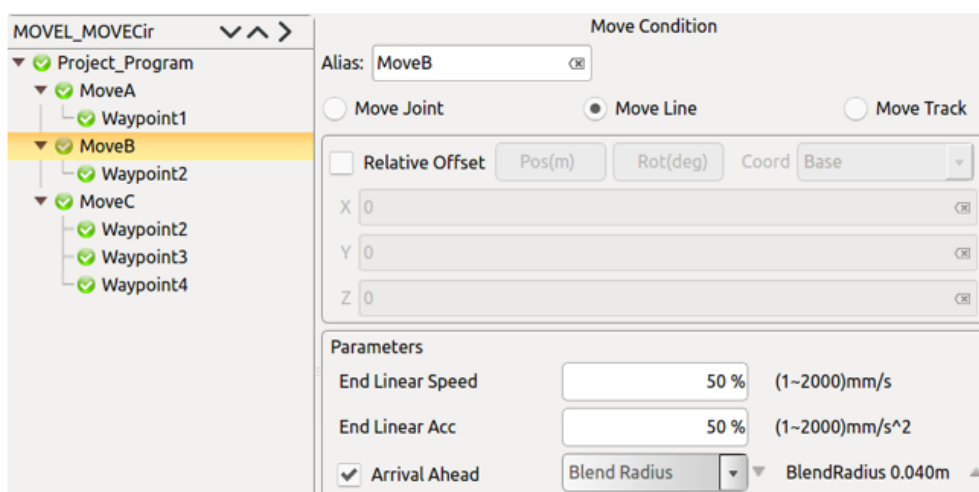 MOVEL_MOVECir
Project_Program
MoveA
Waypoint1
MoveB
Waypoint2
MoveC
Waypoint2
Waypoint3
Waypoint4
Move Condition
Alias: MoveB
Move Joint Move Line Move Track
Relative Offset Pos(m) Rot(deg) Coord Base
X 0
Y 0
Z 0
Parameters
End Linear Speed 50 % (1~2000)mm/s
End Linear Acc 50 % (1~2000)mm/s^2
Arrival Ahead Blend Radius BlendRadius 0.040m